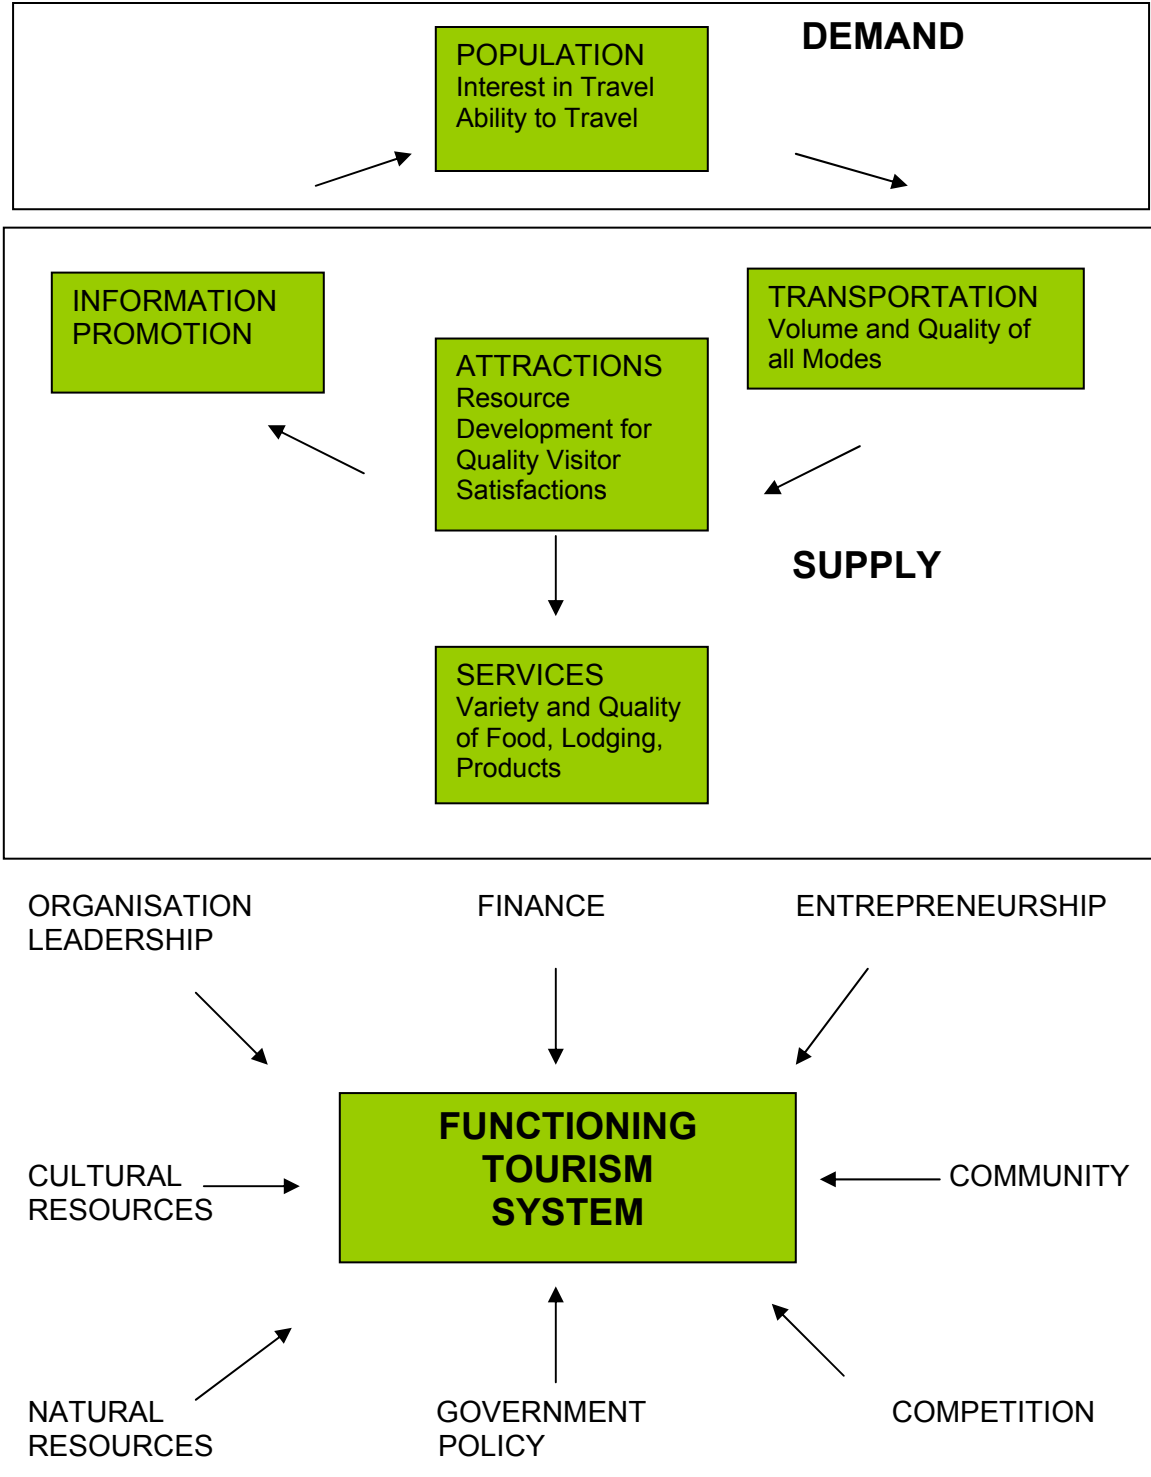 DEMAND
POPULATION
Interest in Travel
Ability to Travel
INFORMATION
PROMOTION
TRANSPORTATION
Volume and Quality of
all Modes
ATTRACTIONS
Resource
Development for
Quality Visitor
Satisfactions
SUPPLY
SERVICES
Variety and Quality
of Food, Lodging,
Products
ORGANISATION
LEADERSHIP
FINANCE
ENTREPRENEURSHIP
FUNCTIONING
TOURISM
SYSTEM
CULTURAL
RESOURCES
COMMUNITY
NATURAL
RESOURCES
GOVERNMENT
POLICY
COMPETITION